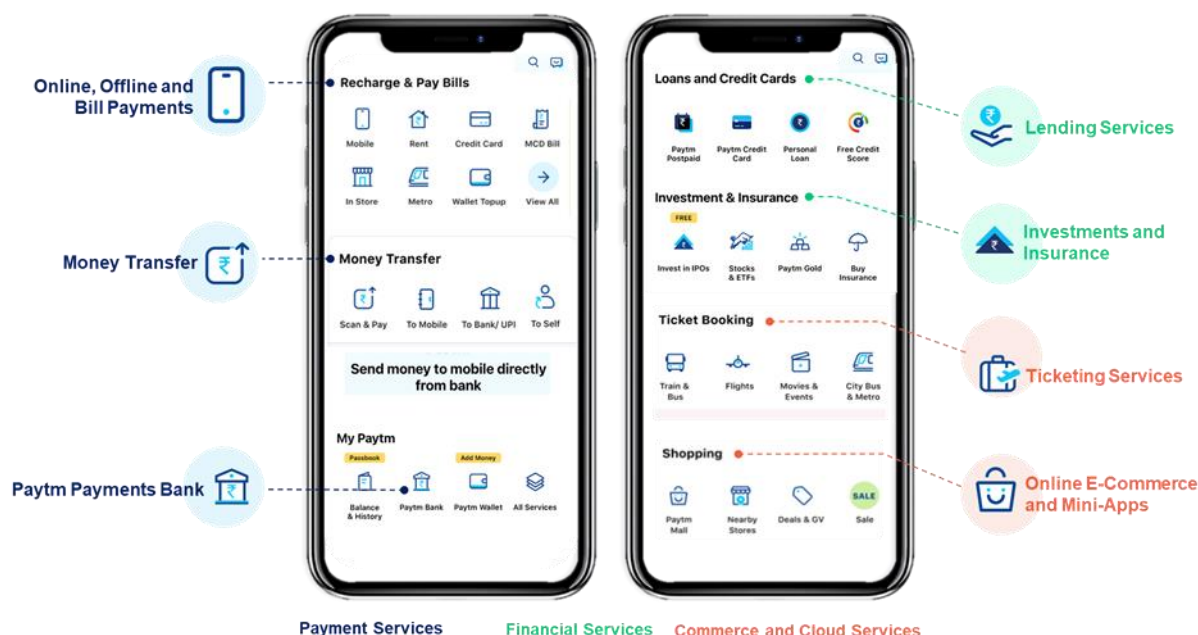 Online, Offline and
Bill Payments
Money Transfer
Paytm Payments Bank
Recharge & Pay Bills
Mobile Rent Credit Card MCD Bill
In Store Metro Wallet Topup View All
Money Transfer
Scan & Pay To Mobile To Bank/ UPI To Self
Send money to mobile directly
from bank
My Paytm
Passbook Add Money
Balance
& History Paytm Bank Paytm Wallet All Services
Loans and Credit Cards
Paytm
Postpaid Paytm Credit
Card Personal
Loan Free Credit
Score
Investment & Insurance
FREE
Invest in IPOs Stocks
& ETFs Paytm Gold Buy
Insurance
Ticket Booking
Train &
Bus Flights Movies &
Events City Bus
& Metro
Shopping
SALE
Paytm
Mall Nearby
Stores Deals & GV Sale
Lending Services
Investments and
Insurance
Ticketing Services
Online E-Commerce
and Mini-Apps
Payment Services Financial Services Commerce and Cloud Services